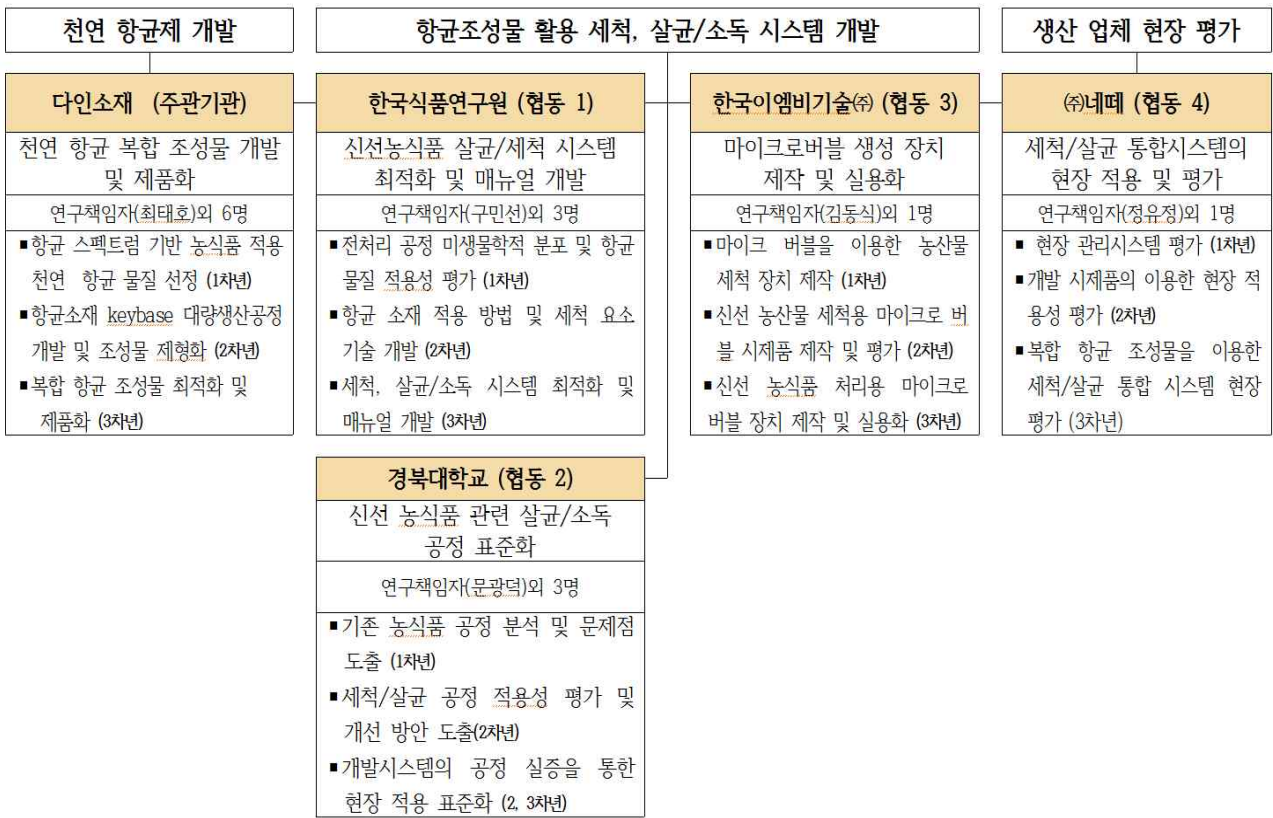 천연 항균제 개발
항균조성물 활용 세척, 살균/소독 시스템 개발
생산 업체 현장 평가
다인소재 (주관기관)
천연 항균 복합 조성물 개발
및 제품화
연구책임자(최태호)외 6명
▪항균 스펙트럼 기반 농식품 적용
천연 항균 물질 선정 (1차년)
▪항균소재 keybase 대량생산공정
개발 및 조성물 제형화 (2차년)
▪복합 항균 조성물 최적화 및
제품화 (3차년)
한국식품연구원 (협동 1)
신선농식품 살균/세척 시스템
최적화 및 매뉴얼 개발
연구책임자(구민선)외 3명
▪전처리 공정 미생물학적 분포 및 항균
물질 적용성 평가 (1차년)
▪항균 소재 적용 방법 및 세척 요소
기술 개발 (2차년)
▪세척, 살균/소독 시스템 최적화 및
매뉴얼 개발 (3차년)
한국이엠비기술㈜ (협동 3)
마이크로버블 생성 장치
제작 및 실용화
연구책임자(김동식)외 1명
▪마이크 버블을 이용한 농산물
세척 장치 제작 (1차년)
▪신선 농산물 세척용 마이크로 버
블 시제품 제작 및 평가 (2차년)
▪신선 농식품 처리용 마이크로
버블 장치 제작 및 실용화 (3차년)
㈜네떼 (협동 4)
세척/살균 통합시스템의
현장 적용 및 평가
연구책임자(정유정)외 1명
▪ 현장 관리시스템 평가 (1차년)
▪개발 시제품의 이용한 현장 적
용성 평가 (2차년)
▪복합 항균 조성물을 이용한
세척/살균 통합 시스템 현장
평가 (3차년)
경북대학교 (협동 2)
신선 농식품 관련 살균/소독
공정 표준화
연구책임자(문광덕)외 3명
▪기존 농식품 공정 분석 및 문제점
도출 (1차년)
▪세척/살균 공정 적용성 평가 및
개선 방안 도출(2차년)
▪개발시스템의 공정 실증을 통한
현장 적용 표준화 (2, 3차년)